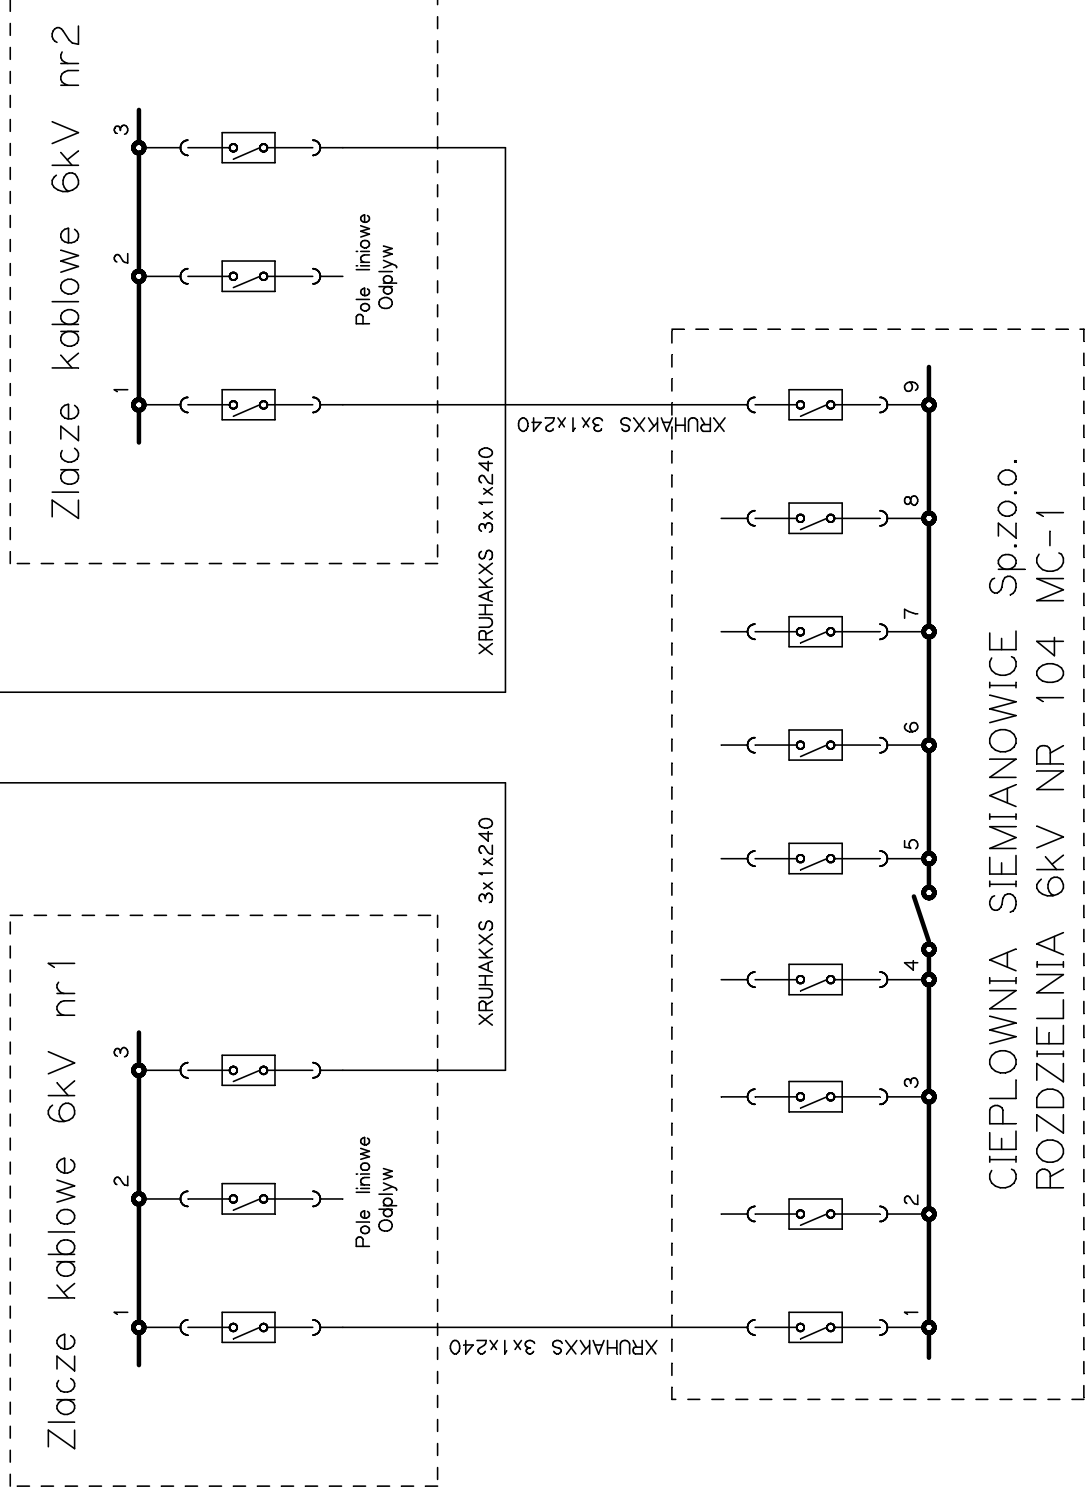 Zlacze kablowe 6kV nr1
1
2
3
Pole liniowe
Odplyw
XRUHAKXS 3x1x240
XRUHAKXS 3x1x240
Zlacze kablowe 6kV nr2
1
2
3
Pole liniowe
Odplyw
XRUHAKXS 3x1x240
XRUHAKXS 3x1x240
1
2
3
4
5
6
7
8
9
CIEPLOWNIA SIEMIANOWICE Sp.zo.o.
ROZDZIELNIA 6kV NR 104 MC-1